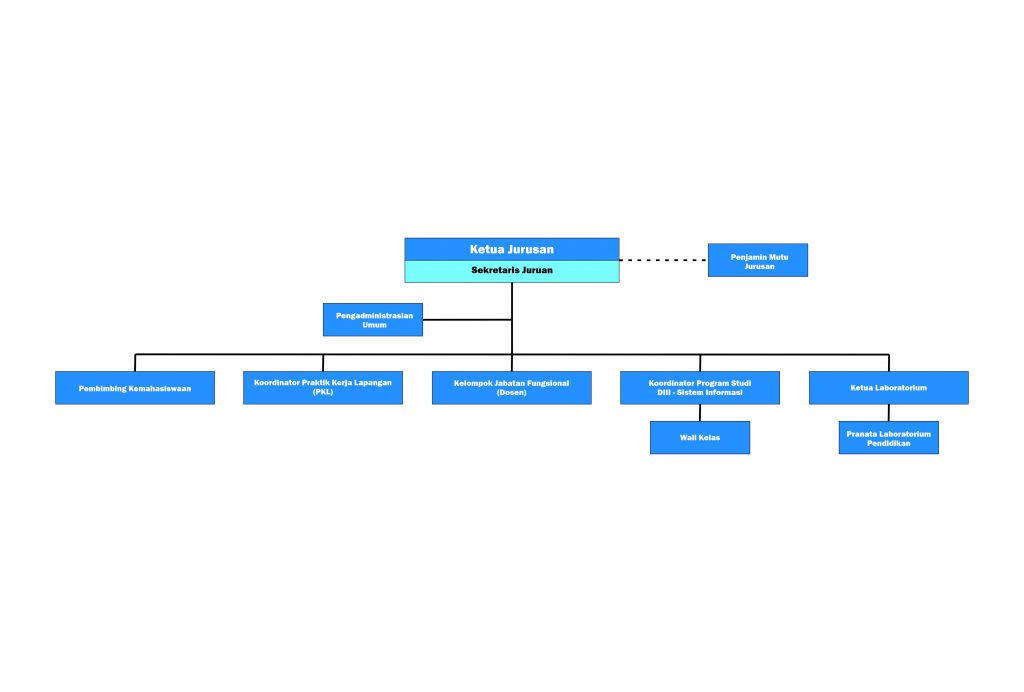 Ketua Jurusan
Sekretaris Juruan
Penjamin Mutu
Jurusan
Pengadministrasian
Umum
Pembimbing Kemahasiswaan
Koordinator Praktik Kerja Lapangan
(PKL)
Kelompok Jabatan Fungsional
(Dosen)
Koordinator Program Studi
DIII - Sistem Informasi
Ketua Laboratorium
Wali Kelas
Pranata Laboratorium
Pendidikan